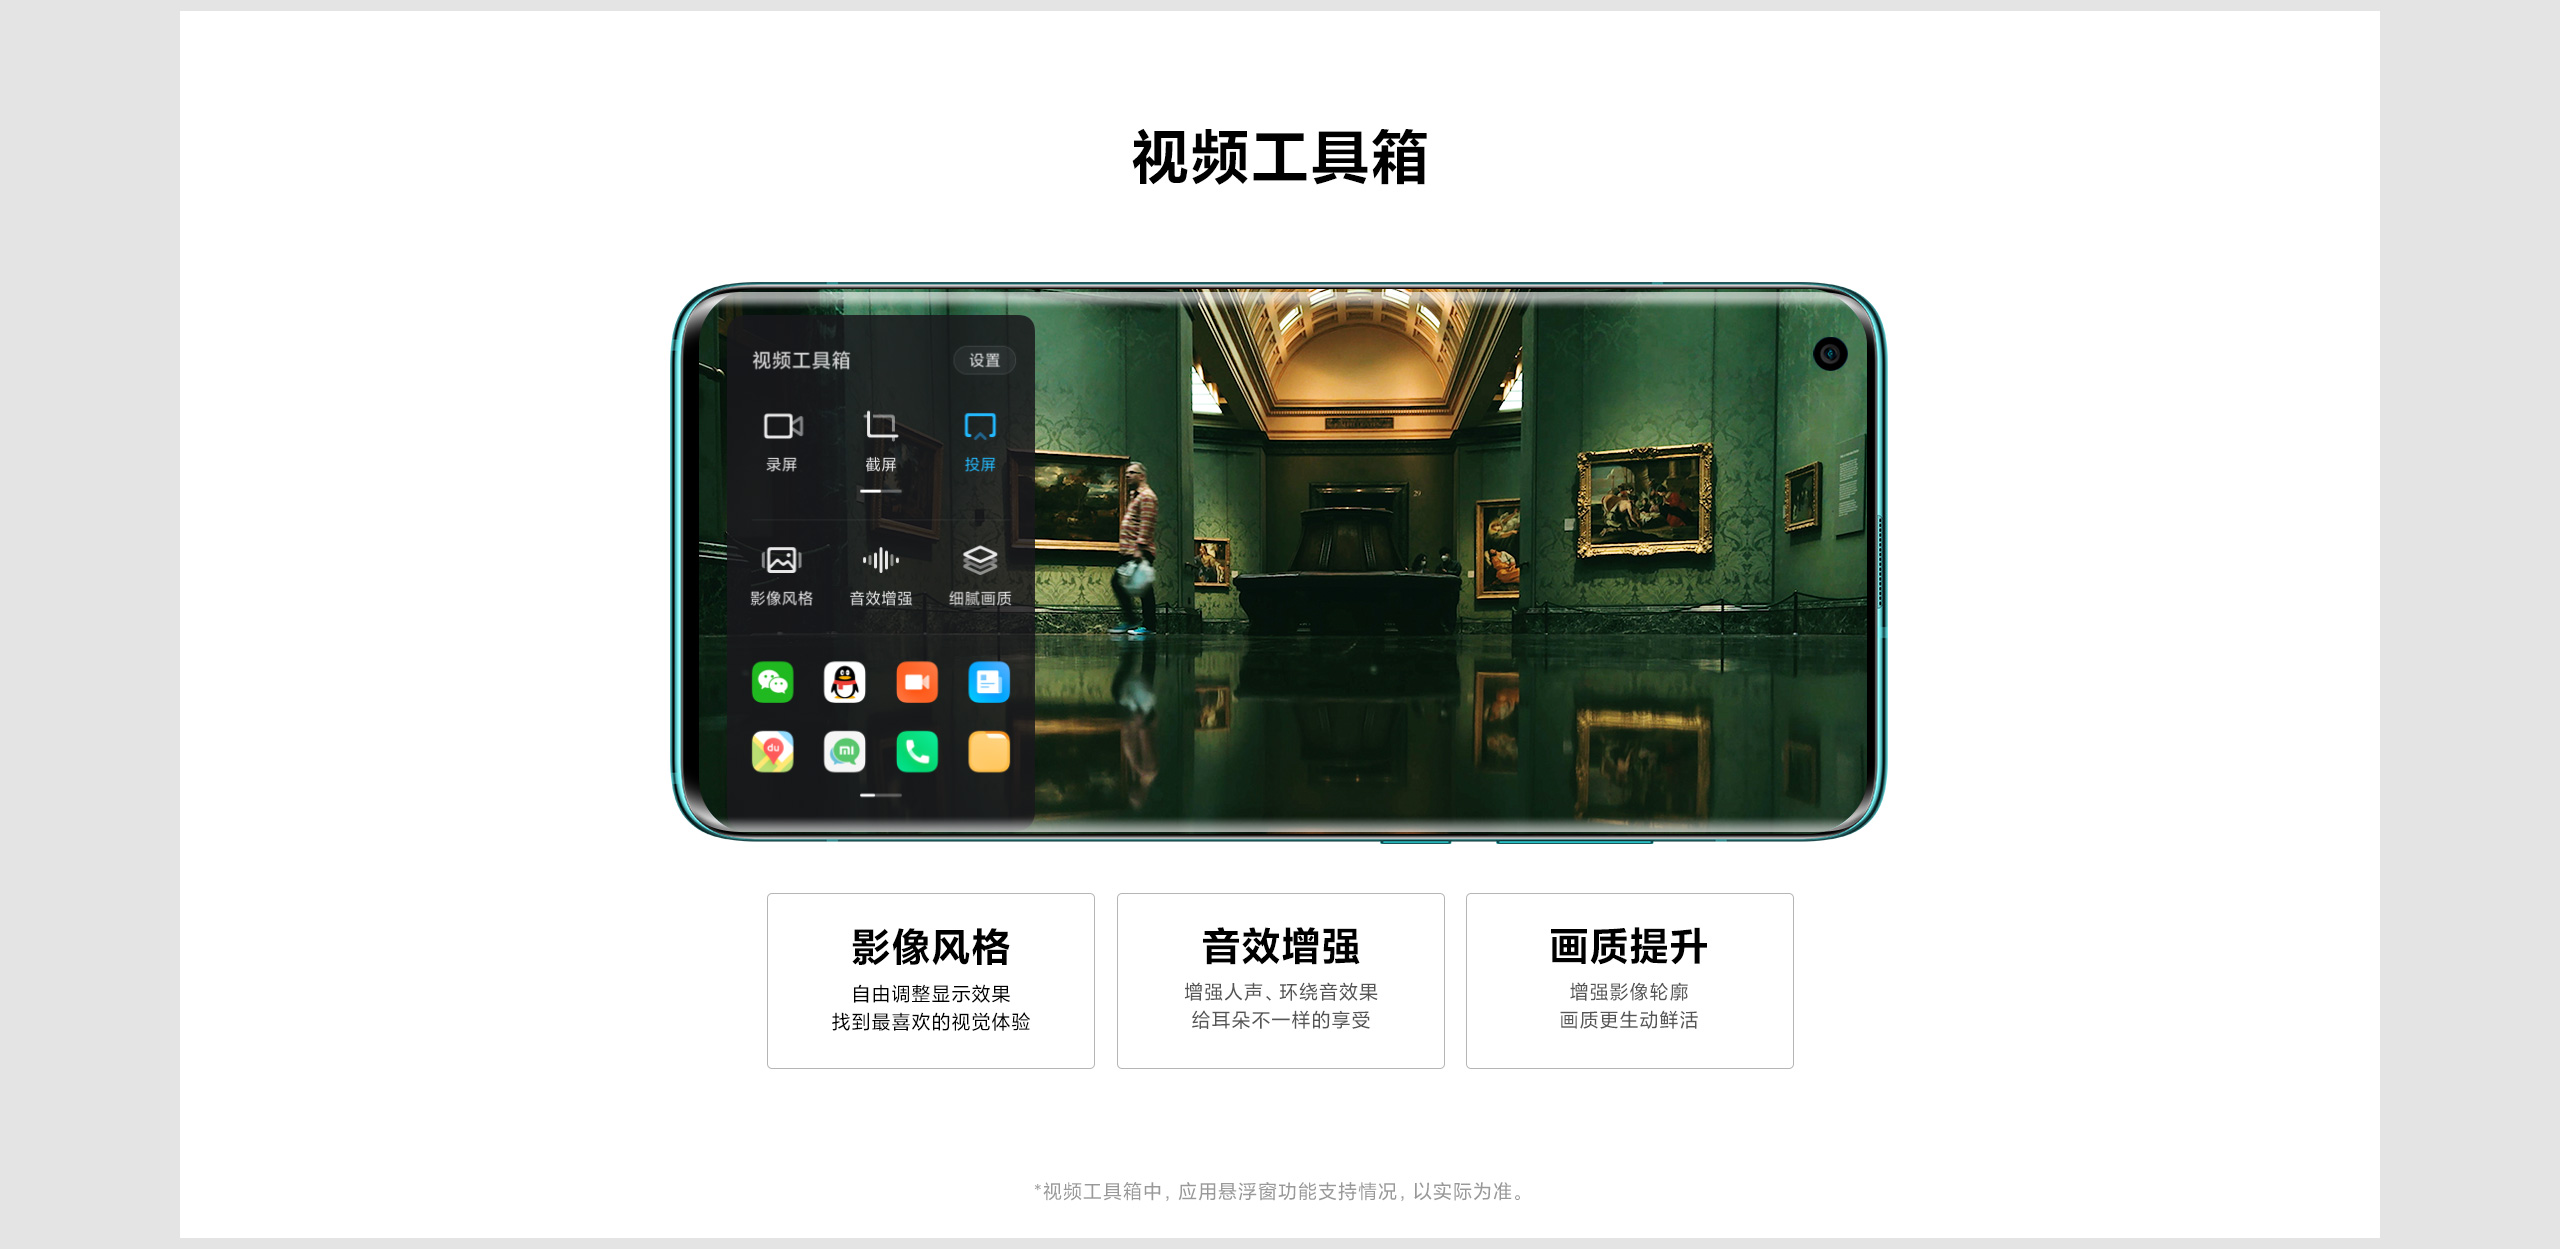 视频工具箱
视频工具箱
设置
录屏
截屏
投屏
影像风格
音效增强
细腻画质
du
mi
29
影像风格
自由调整显示效果
找到最喜欢的视觉体验
音效增强
增强人声、环绕音效果
给耳朵不一样的享受
画质提升
增强影像轮廓
画质更生动鲜活
*视频工具箱中，应用悬浮窗功能支持情况，以实际为准。